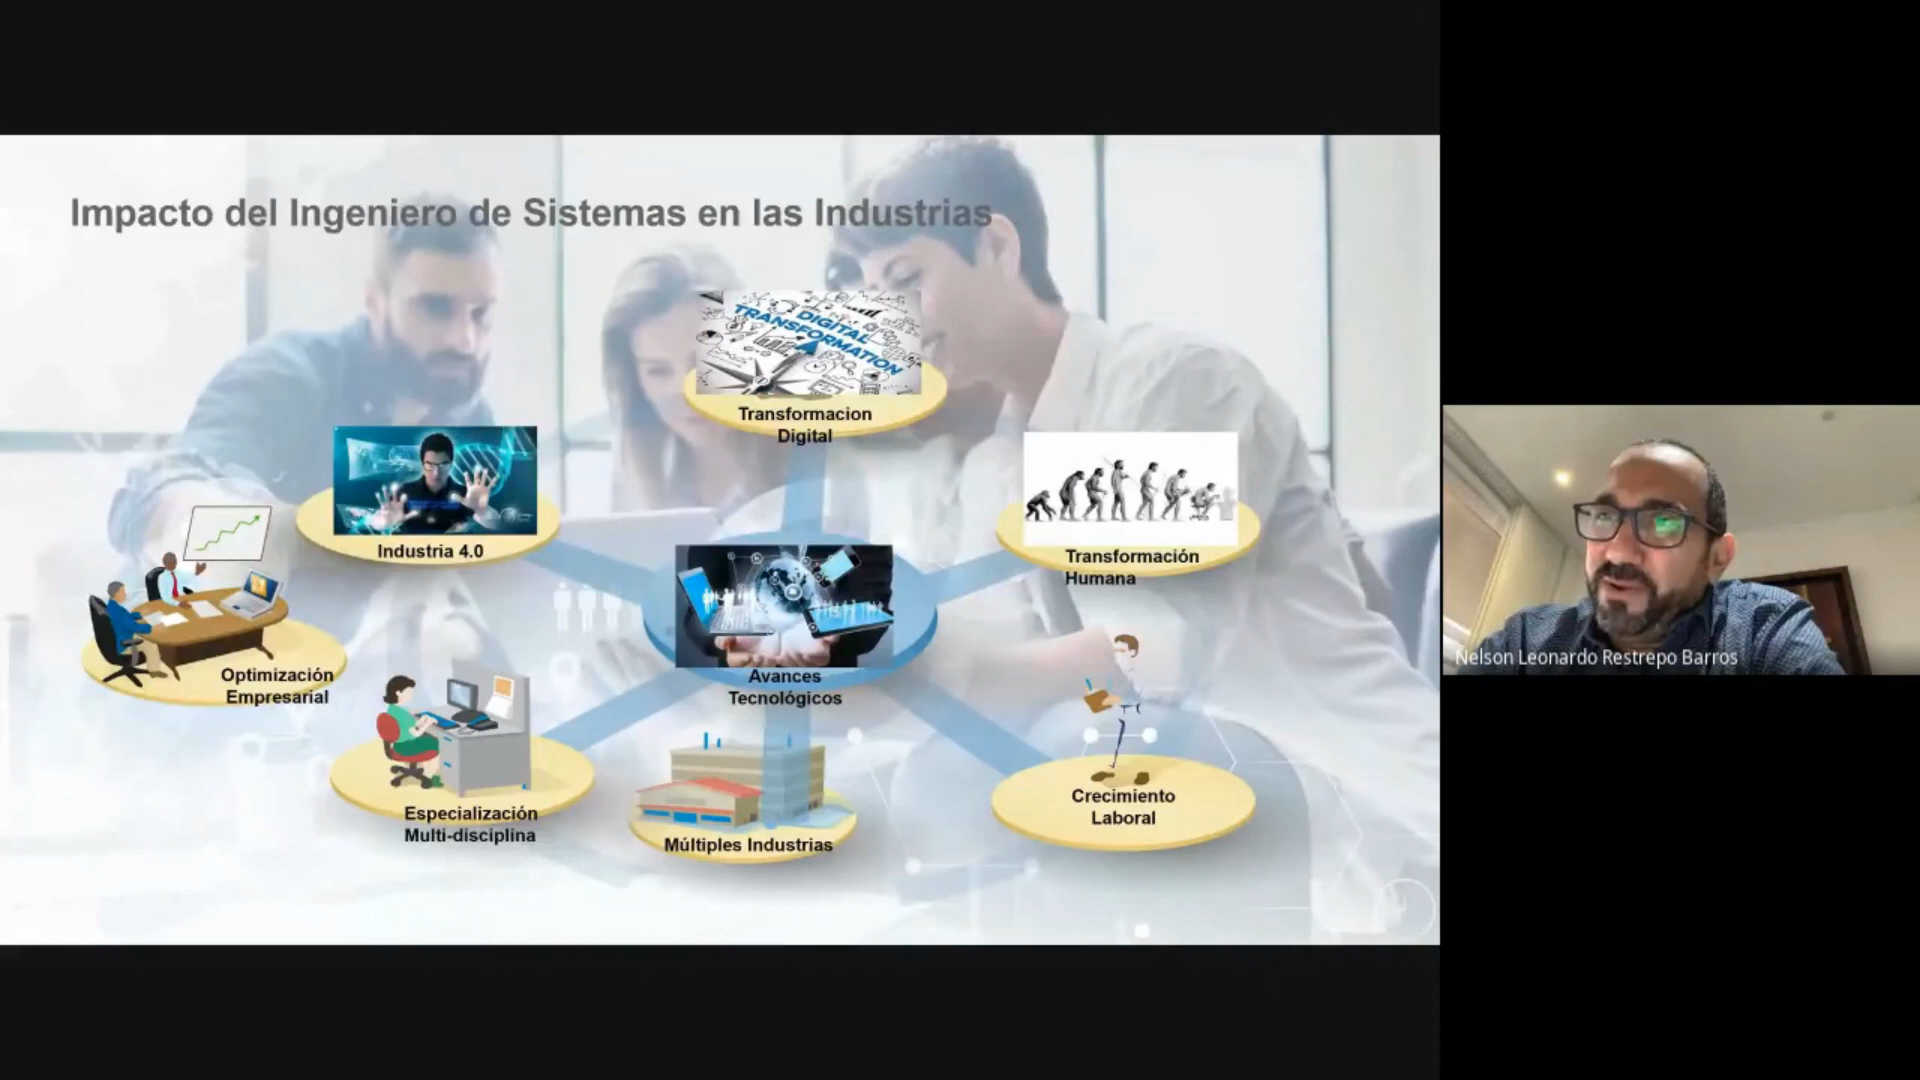 Impacto del Ingeniero de Sistemas en las Industrias
DIGITAL
TRANSFORMATION
Transformacion
Digital
Industria 4.0
Transformación
Humana
Optimización
Empresarial
Avances
Tecnológicos
Especialización
Multi-disciplina
Múltiples Industrias
Crecimiento
Laboral
Nelson Leonardo Restrepo Barros